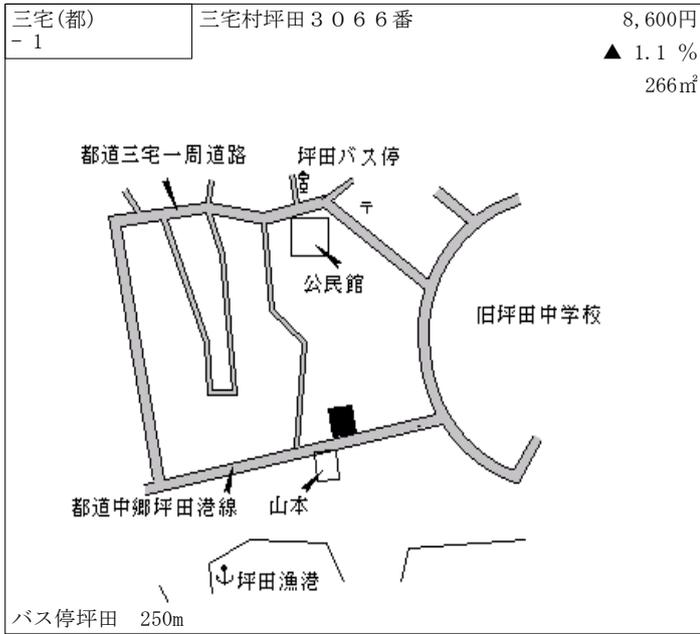 三宅(都)
- 1
三宅村坪田３０６６番
8,600円
▲ 1.1 %
266㎡
都道三宅一周道路
坪田バス停
〒
公民館
旧坪田中学校
都道中郷坪田港線
山本
坪田漁港
バス停坪田　250m